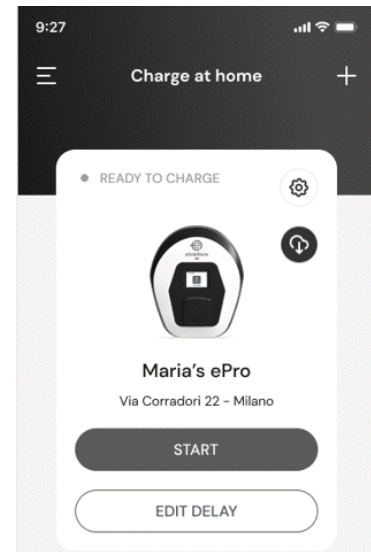 9:27
Charge at home
READY TO CHARGE
Maria's ePro
Via Corradori 22 - Milano
START
EDIT DELAY